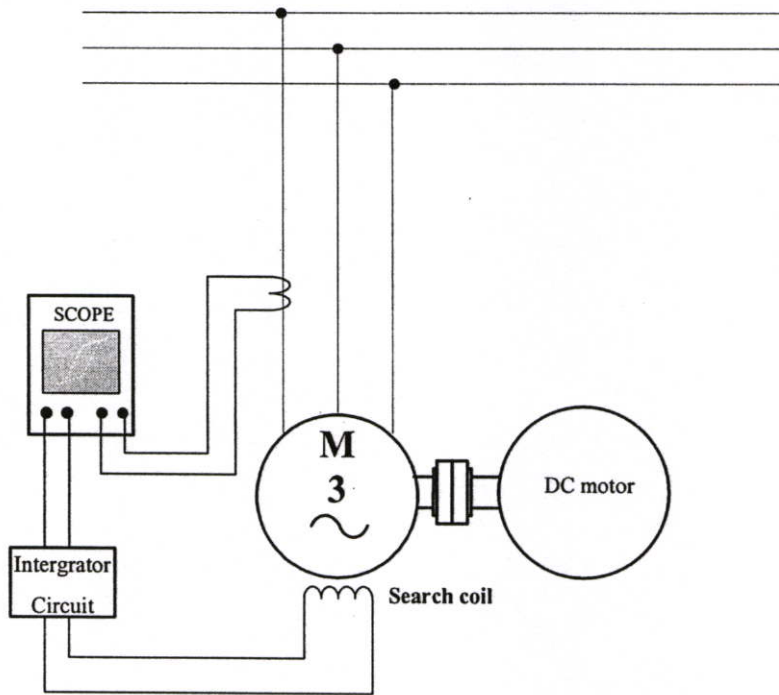 SCOPE
M
3
DC motor
Intergrator
Circuit
Search coil